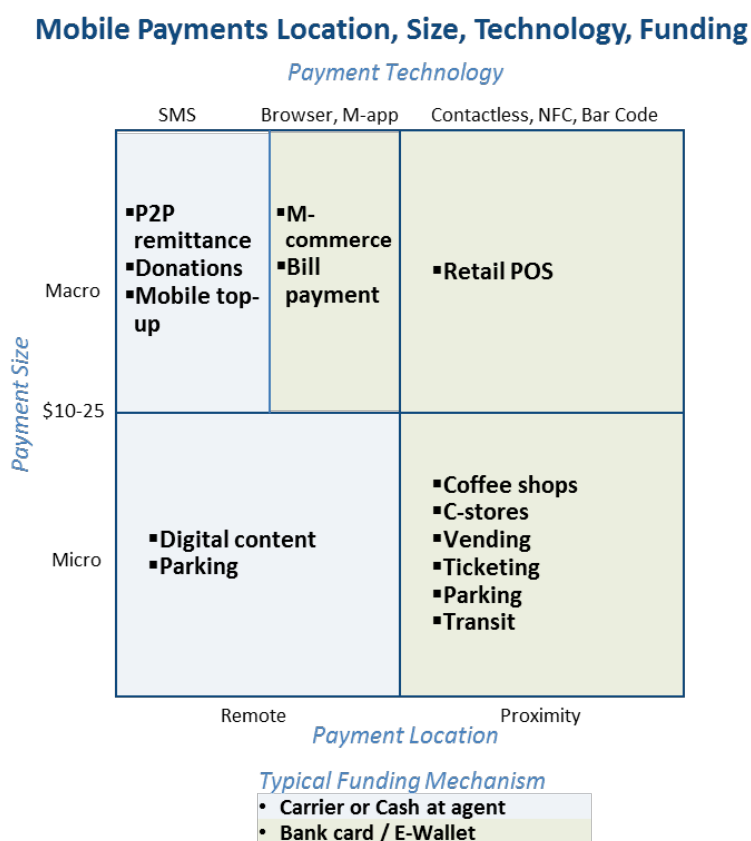 Mobile Payments Location, Size, Technology, Funding
Payment Technology
SMS
Browser, M-app
Contactless, NFC, Bar Code
Payment Size
Macro
$10-25
Micro
▪P2P
remittance
▪Donations
▪Mobile top-
up
▪M-
commerce
▪Bill
payment
▪Retail POS
▪Digital content
▪Parking
▪Coffee shops
▪C-stores
▪Vending
▪Ticketing
▪Parking
▪Transit
Remote
Proximity
Payment Location
Typical Funding Mechanism
• Carrier or Cash at agent
• Bank card / E-Wallet